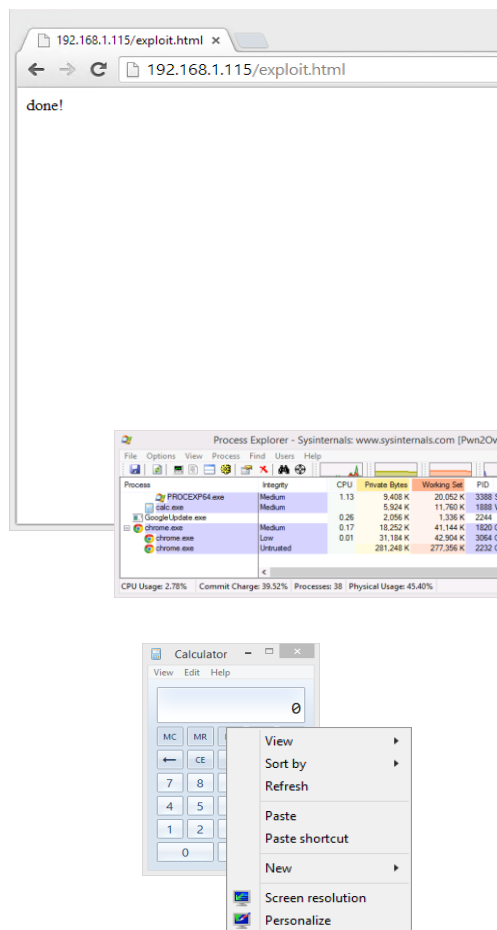 192.168.1.115/exploit.html
192.168.1.115/exploit.html
done!
Process Explorer - Sysinternals: www.sysinternals.com [Pwn2Ow
File Options View Process Find Users Help
Process Integrity CPU Private Bytes Working Set PID
PROCEXP64.exe Medium 1.13 9,408 K 20,052 K 3388 S
calc.exe Medium 5,924 K 11,760 K 1888
GoogleUpdate.exe 0.26 2,056 K 1,336 K 2244
chrome.exe Medium 0.17 18,252 K 41,144 K 1820 G
chrome.exe Low 0.01 31,184 K 42,904 K 3064 G
chrome.exe Untrusted 281,248 K 277,356 K 2232 G
CPU Usage: 2.78% Commit Charge: 39.52% Processes: 38 Physical Usage: 45.40%
Calculator
View Edit Help
0
MC MR
CE
7 8
4 5
1 2
0
View
Sort by
Refresh
Paste
Paste shortcut
New
Screen resolution
Personalize